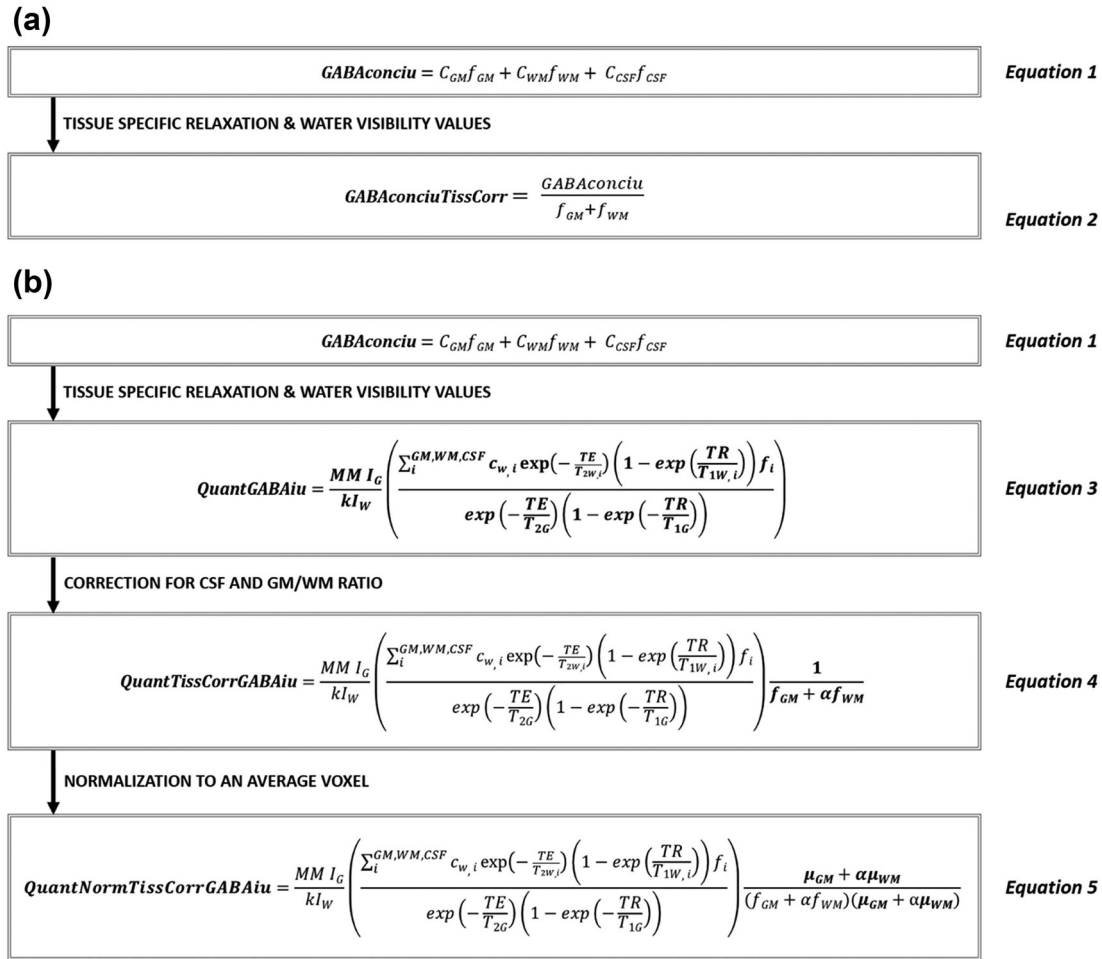 (a)
GABAconciu = C_GM f_GM + C_WM f_WM + C_CSF f_CSF
Equation 1
TISSUE SPECIFIC RELAXATION & WATER VISIBILITY VALUES
GABAconciuTissCorr = GABAconciu / (f_GM + f_WM)
Equation 2
(b)
GABAconciu = C_GM f_GM + C_WM f_WM + C_CSF f_CSF
Equation 1
TISSUE SPECIFIC RELAXATION & WATER VISIBILITY VALUES
QuantGABAiu = (MM I_G / kI_W) ( ∑_i^{GM,WM,CSF} c_{w,i} exp(−TE/T_{2W,i}) (1 − exp(TR/T_{1W,i})) f_i / exp(−TE/T_{2G}) (1 − exp(−TR/T_{1G})) )
Equation 3
CORRECTION FOR CSF AND GM/WM RATIO
QuantTissCorrGABAiu = (MM I_G / kI_W) ( ∑_i^{GM,WM,CSF} c_{w,i} exp(−TE/T_{2W,i}) (1 − exp(TR/T_{1W,i})) f_i / exp(−TE/T_{2G}) (1 − exp(−TR/T_{1G})) ) 1 / (f_GM + αf_WM)
Equation 4
NORMALIZATION TO AN AVERAGE VOXEL
QuantNormTissCorrGABAiu = (MM I_G / kI_W) ( ∑_i^{GM,WM,CSF} c_{w,i} exp(−TE/T_{2W,i}) (1 − exp(TR/T_{1W,i})) f_i / exp(−TE/T_{2G}) (1 − exp(−TR/T_{1G})) ) (μ_GM + αμ_WM) / (f_GM + αf_WM)(μ_GM + αμ_WM)
Equation 5